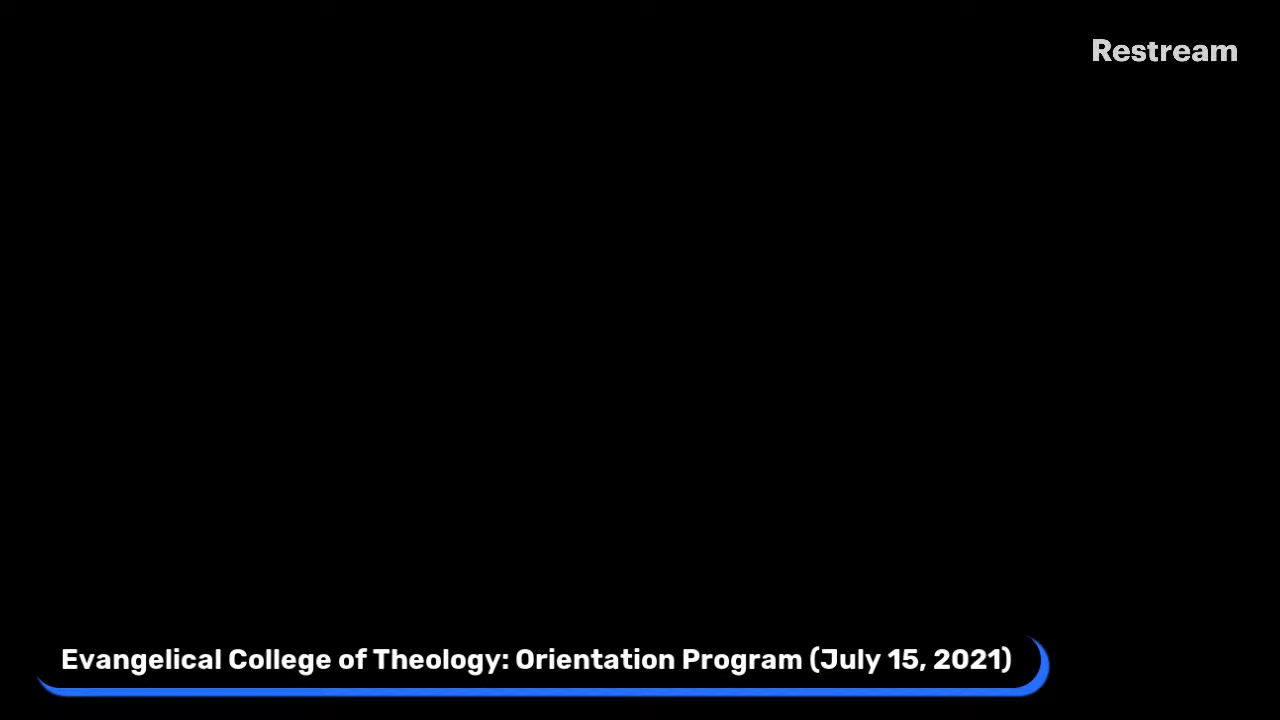 Restream
Evangelical College of Theology: Orientation Program (July 15, 2021)